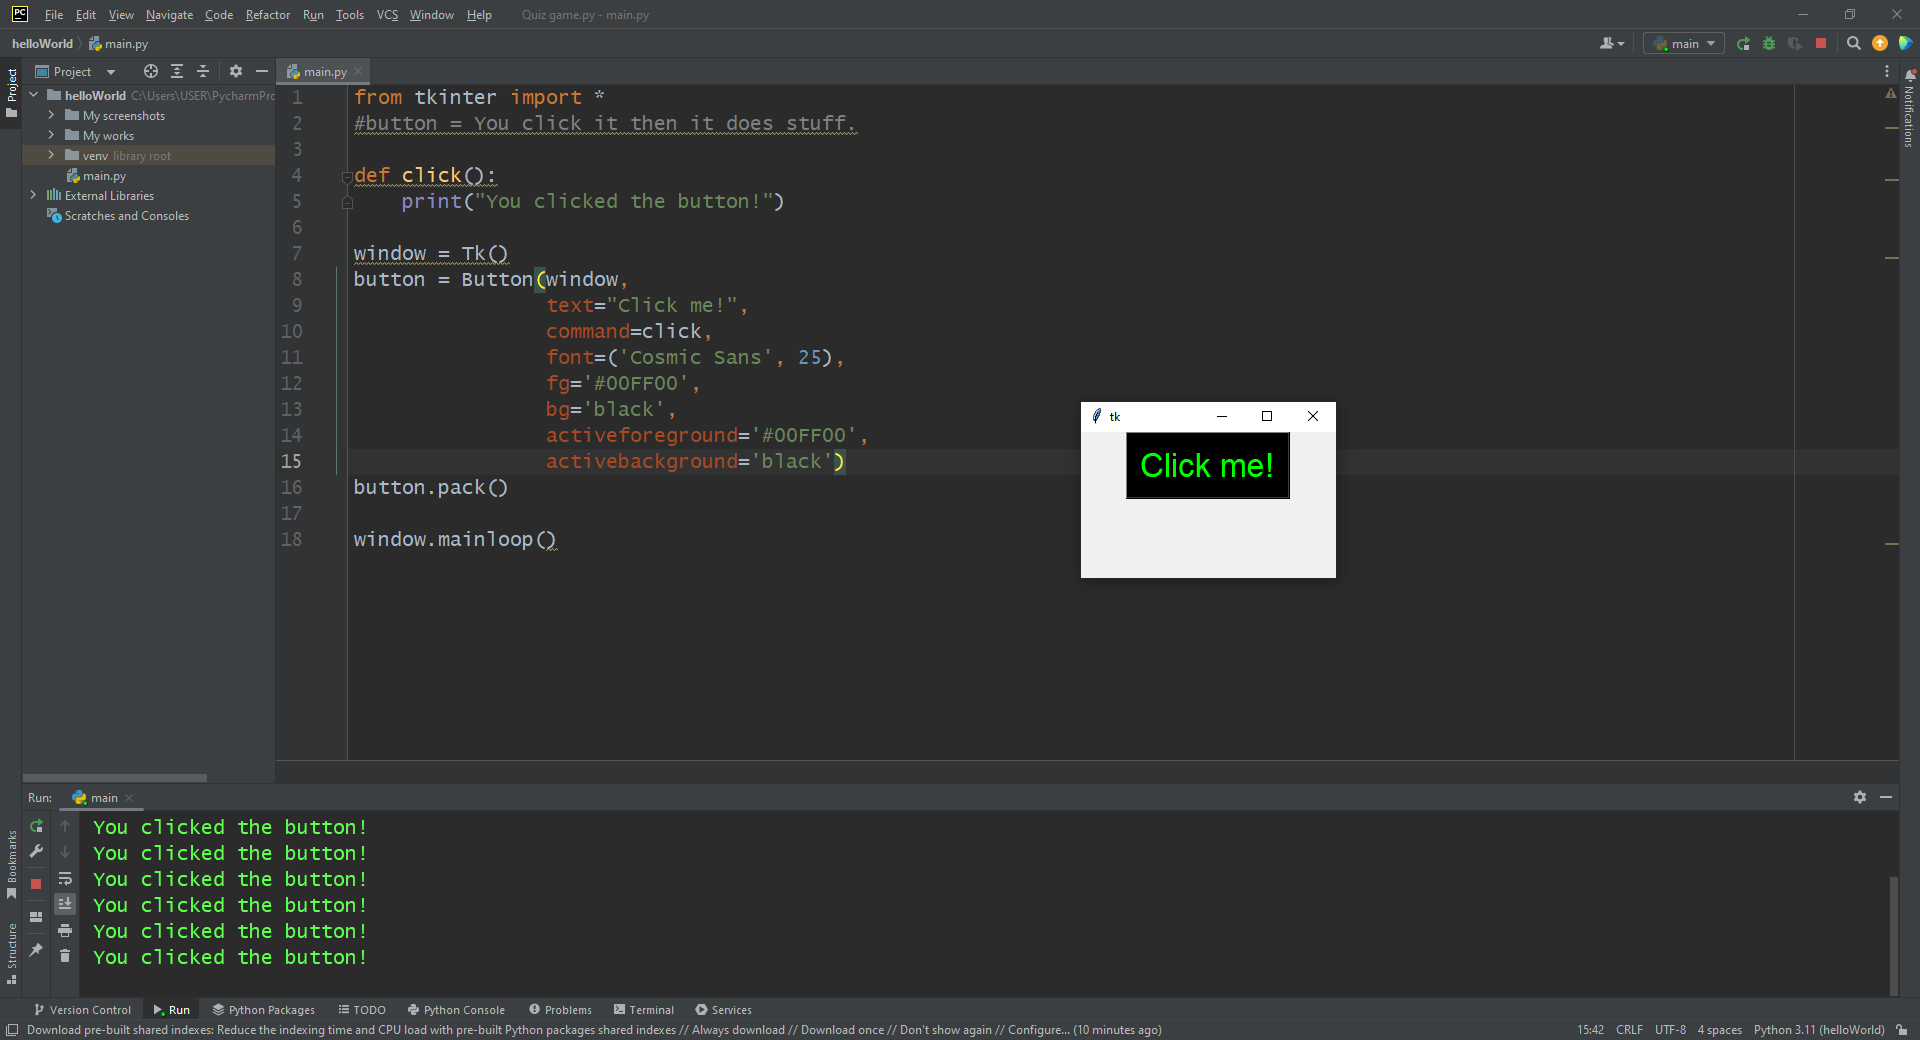 PC File Edit View Navigate Code Refactor Run Tools VCS Window Help Quiz game.py - main.py
helloWorld main.py main
Project main.py
Project
helloWorld C:\Users\USER\PycharmPro
My screenshots
My works
venv library root
main.py
External Libraries
Scratches and Consoles
1 from tkinter import *
2 #button = You click it then it does stuff.
3
4 def click():
5 print("You clicked the button!")
6
7 window = Tk()
8 button = Button(window,
9 text="Click me!",
10 command=click,
11 font=('Cosmic Sans', 25),
12 fg='#00FF00',
13 bg='black',
14 activeforeground='#00FF00',
15 activebackground='black')
16 button.pack()
17
18 window.mainloop()
Notifications
tk
Click me!
Run: main
You clicked the button!
You clicked the button!
You clicked the button!
You clicked the button!
You clicked the button!
You clicked the button!
Bookmarks
Structure
Version Control Run Python Packages TODO Python Console Problems Terminal Services
Download pre-built shared indexes: Reduce the indexing time and CPU load with pre-built Python packages shared indexes // Always download // Download once // Don't show again // Configure... (10 minutes ago) 15:42 CRLF UTF-8 4 spaces Python 3.11 (helloWorld)